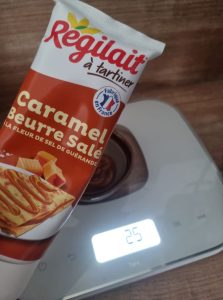 Régilait
à tartiner
Fabriqué
en France
Caramel
Beurre Salé
À LA FLEUR DE SEL DE GUÉRANDE
25